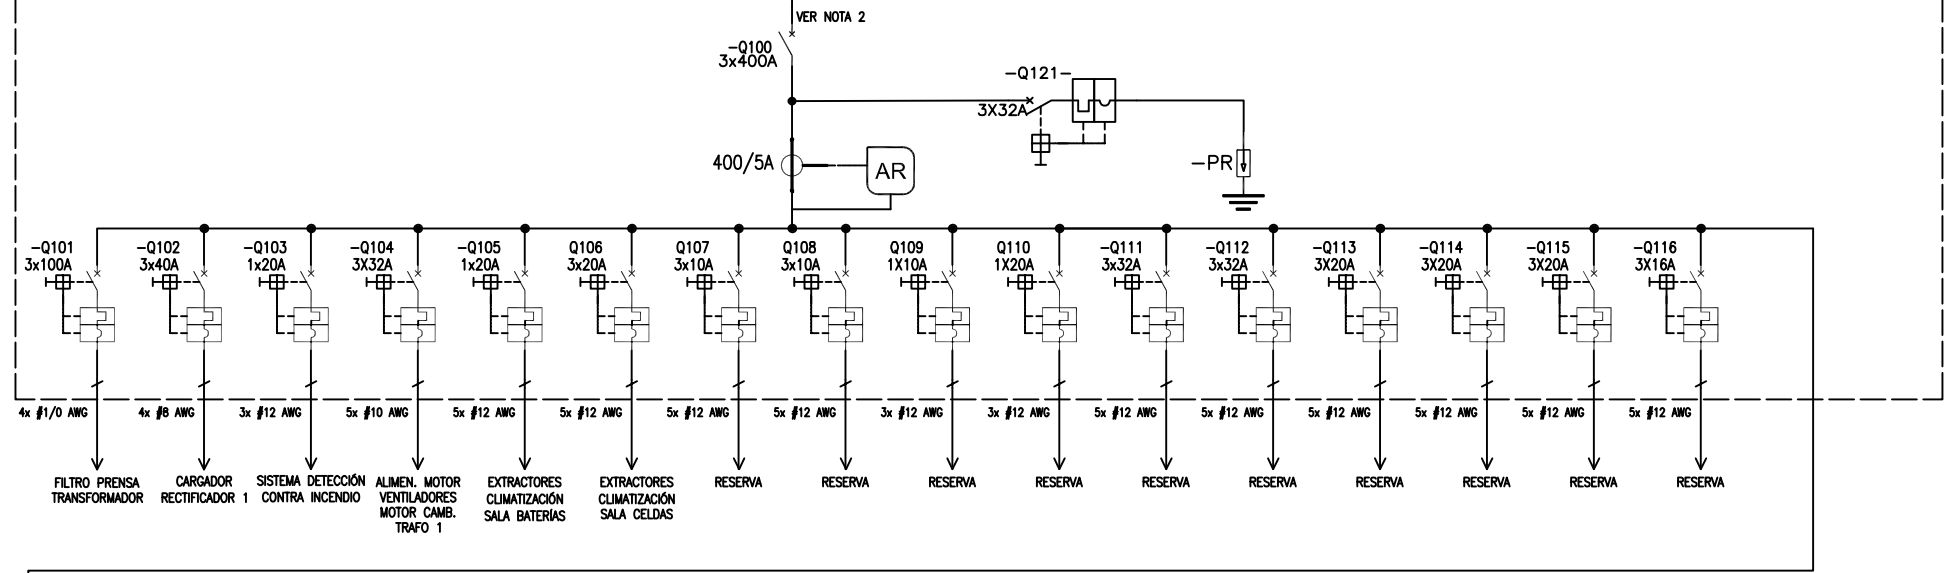 VER NOTA 2
-Q100
3x400A
-Q121-
3X32A
400/5A
AR
-PR
-Q101
3x100A
-Q102
3x40A
-Q103
1x20A
-Q104
3X32A
-Q105
1x20A
Q106
3x20A
Q107
3x10A
Q108
3x10A
Q109
1X10A
Q110
1X20A
-Q111
3x32A
-Q112
3x32A
-Q113
3X20A
-Q114
3X20A
-Q115
3X20A
-Q116
3X16A
4x #1/0 AWG
4x #8 AWG
3x #12 AWG
5x #10 AWG
5x #12 AWG
5x #12 AWG
5x #12 AWG
5x #12 AWG
3x #12 AWG
3x #12 AWG
5x #12 AWG
5x #12 AWG
5x #12 AWG
5x #12 AWG
5x #12 AWG
5x #12 AWG
FILTRO PRENSA
TRANSFORMADOR
CARGADOR
RECTIFICADOR 1
SISTEMA DETECCIÓN
CONTRA INCENDIO
ALIMEN. MOTOR
VENTILADORES
MOTOR CAMB.
TRAFO 1
EXTRACTORES
CLIMATIZACIÓN
SALA BATERÍAS
EXTRACTORES
CLIMATIZACIÓN
SALA CELDAS
RESERVA
RESERVA
RESERVA
RESERVA
RESERVA
RESERVA
RESERVA
RESERVA
RESERVA
RESERVA